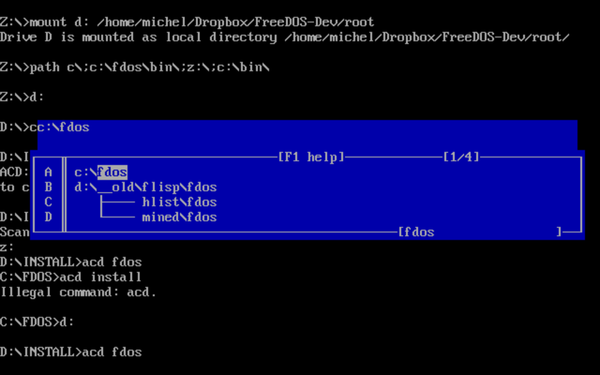 Z:\>mount d: /home/michel/Dropbox/FreeDOS-Dev/root
Drive D is mounted as local directory /home/michel/Dropbox/FreeDOS-Dev/root/
Z:\>path c\;c:\fdos\bin\;z:\;c:\bin\
Z:\>d:
D:\>cc:\fdos
D:\I
[F1 help] [1/4]
ACD:
A c:\fdos
to c
B d:\__old\flisp\fdos
C hlist\fdos
D:\I
D mined\fdos
Scan
[fdos ]
z:
D:\INSTALL>acd fdos
C:\FDOS>acd install
Illegal command: acd.
C:\FDOS>d:
D:\INSTALL>acd fdos